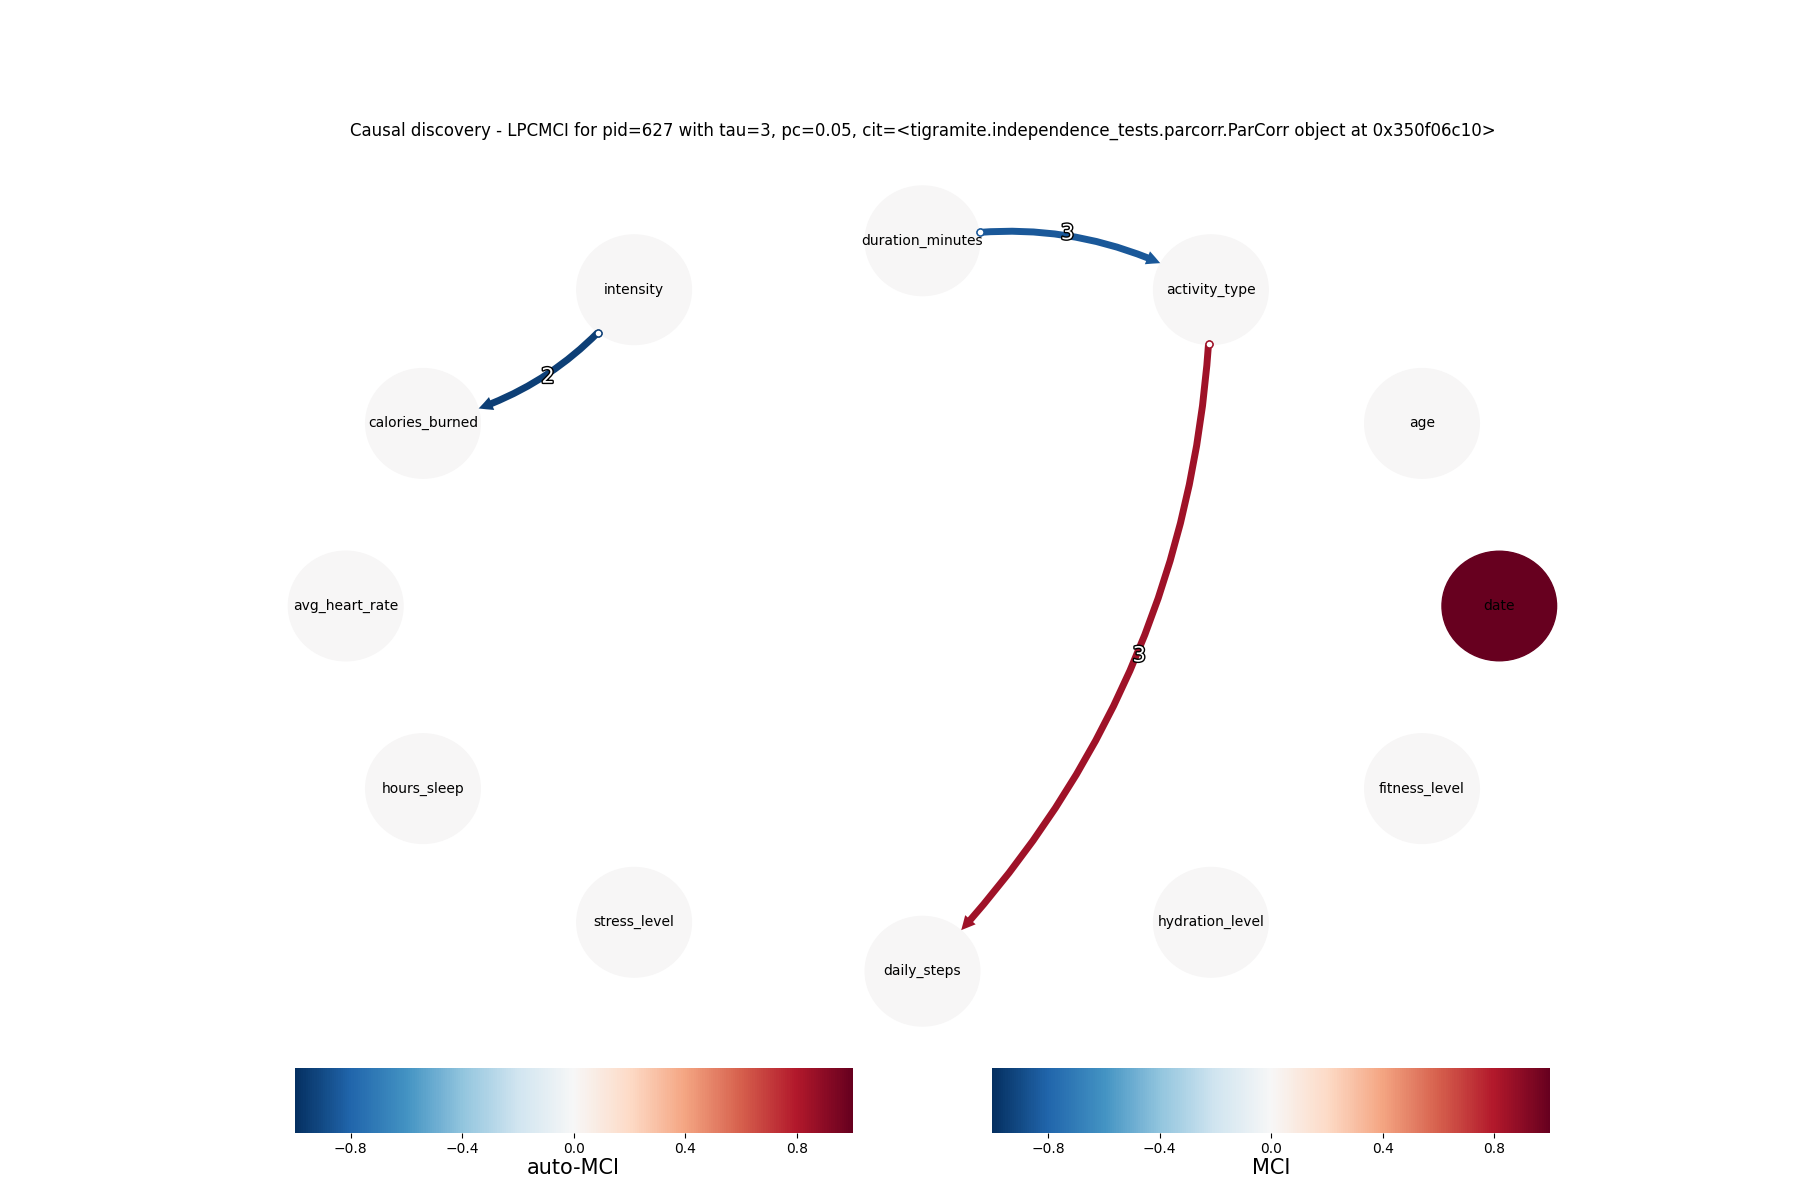 Causal discovery - LPCMCI for pid=627 with tau=3, pc=0.05, cit=<tigramite.independence_tests.parcorr.ParCorr object at 0x350f06c10>
duration_minutes
3
intensity
activity_type
2
calories_burned
age
avg_heart_rate
date
3
hours_sleep
fitness_level
stress_level
hydration_level
daily_steps
−0.8 −0.4 0.0 0.4 0.8
auto-MCI
−0.8 −0.4 0.0 0.4 0.8
MCI